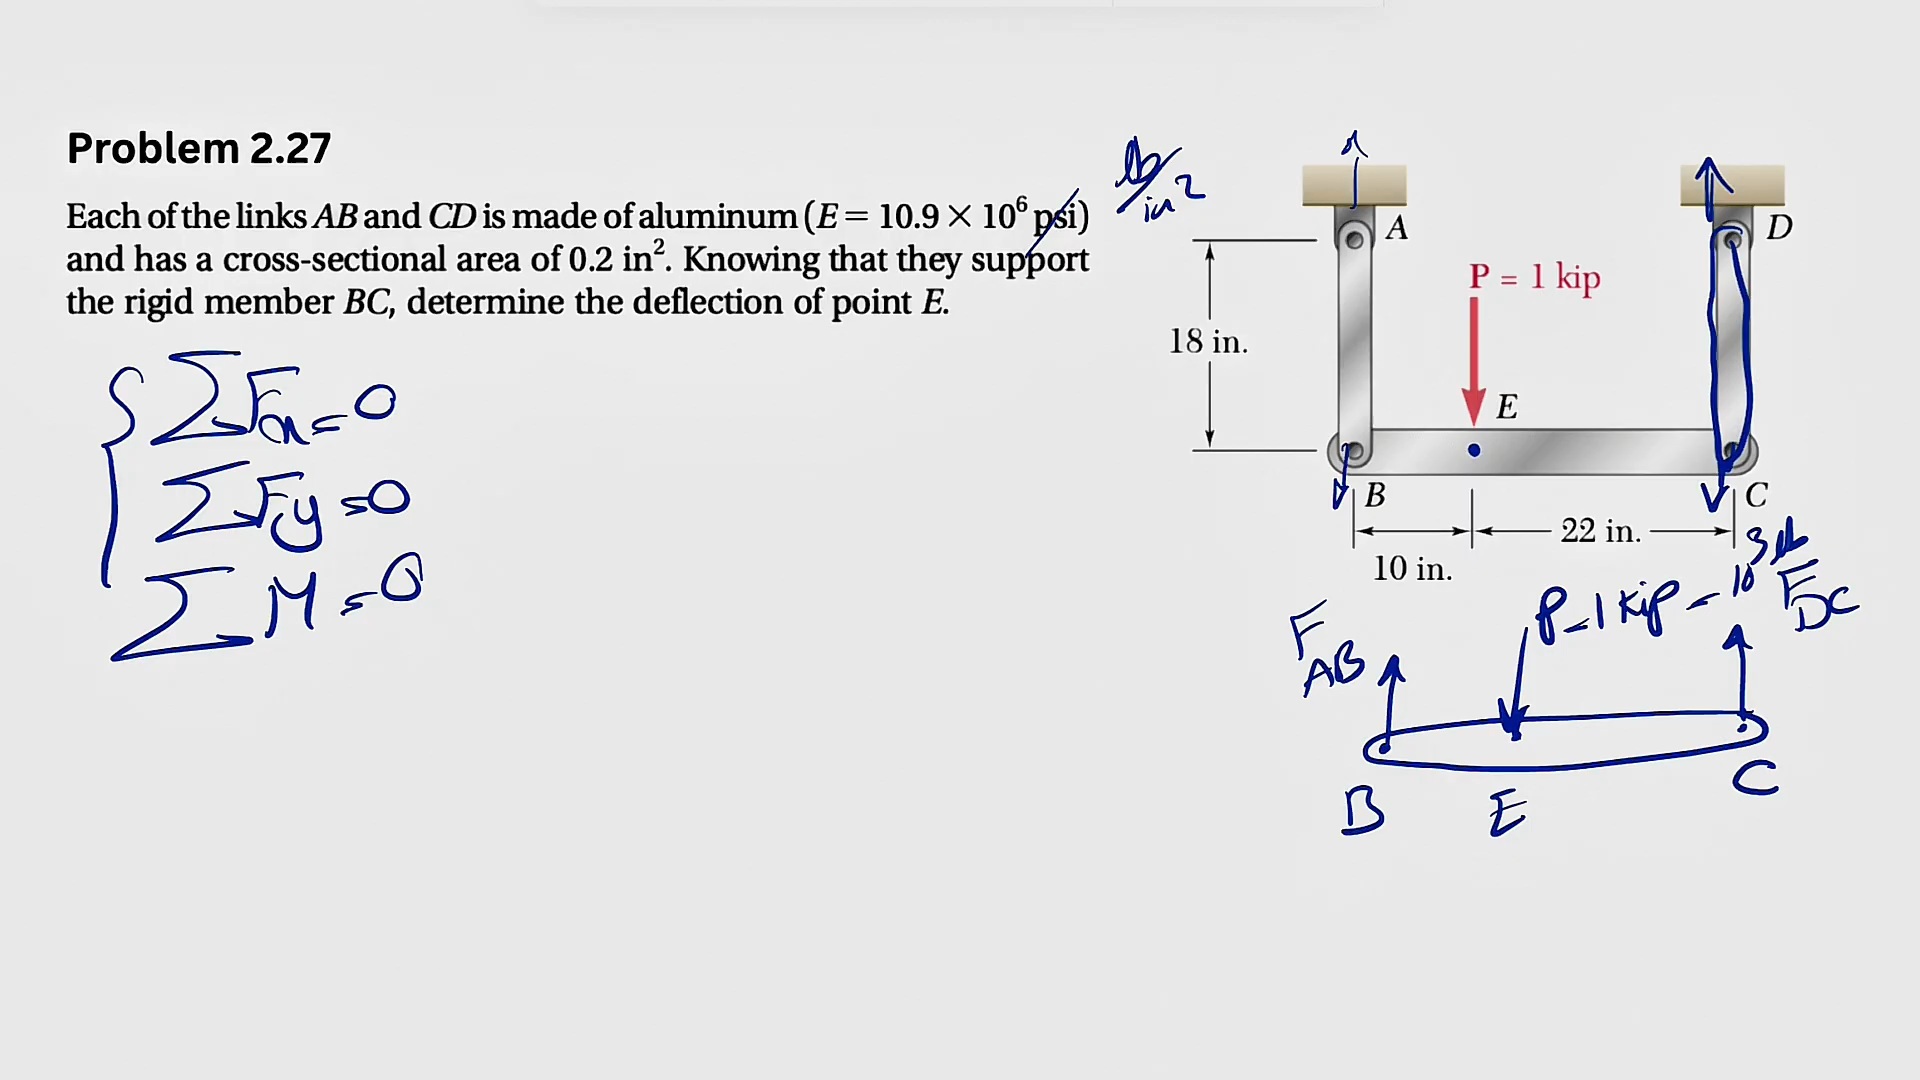 Problem 2.27
Each of the links AB and CD is made of aluminum (E = 10.9 × 10⁶ psi)
and has a cross-sectional area of 0.2 in². Knowing that they support
the rigid member BC, determine the deflection of point E.
lb/in²
ΣFx=0
ΣFy=0
ΣM=0
A
D
P = 1 kip
18 in.
E
B
C
22 in.
10 in.
F_AB
P=1 kip = 10³ lb
F_DC
B
E
C